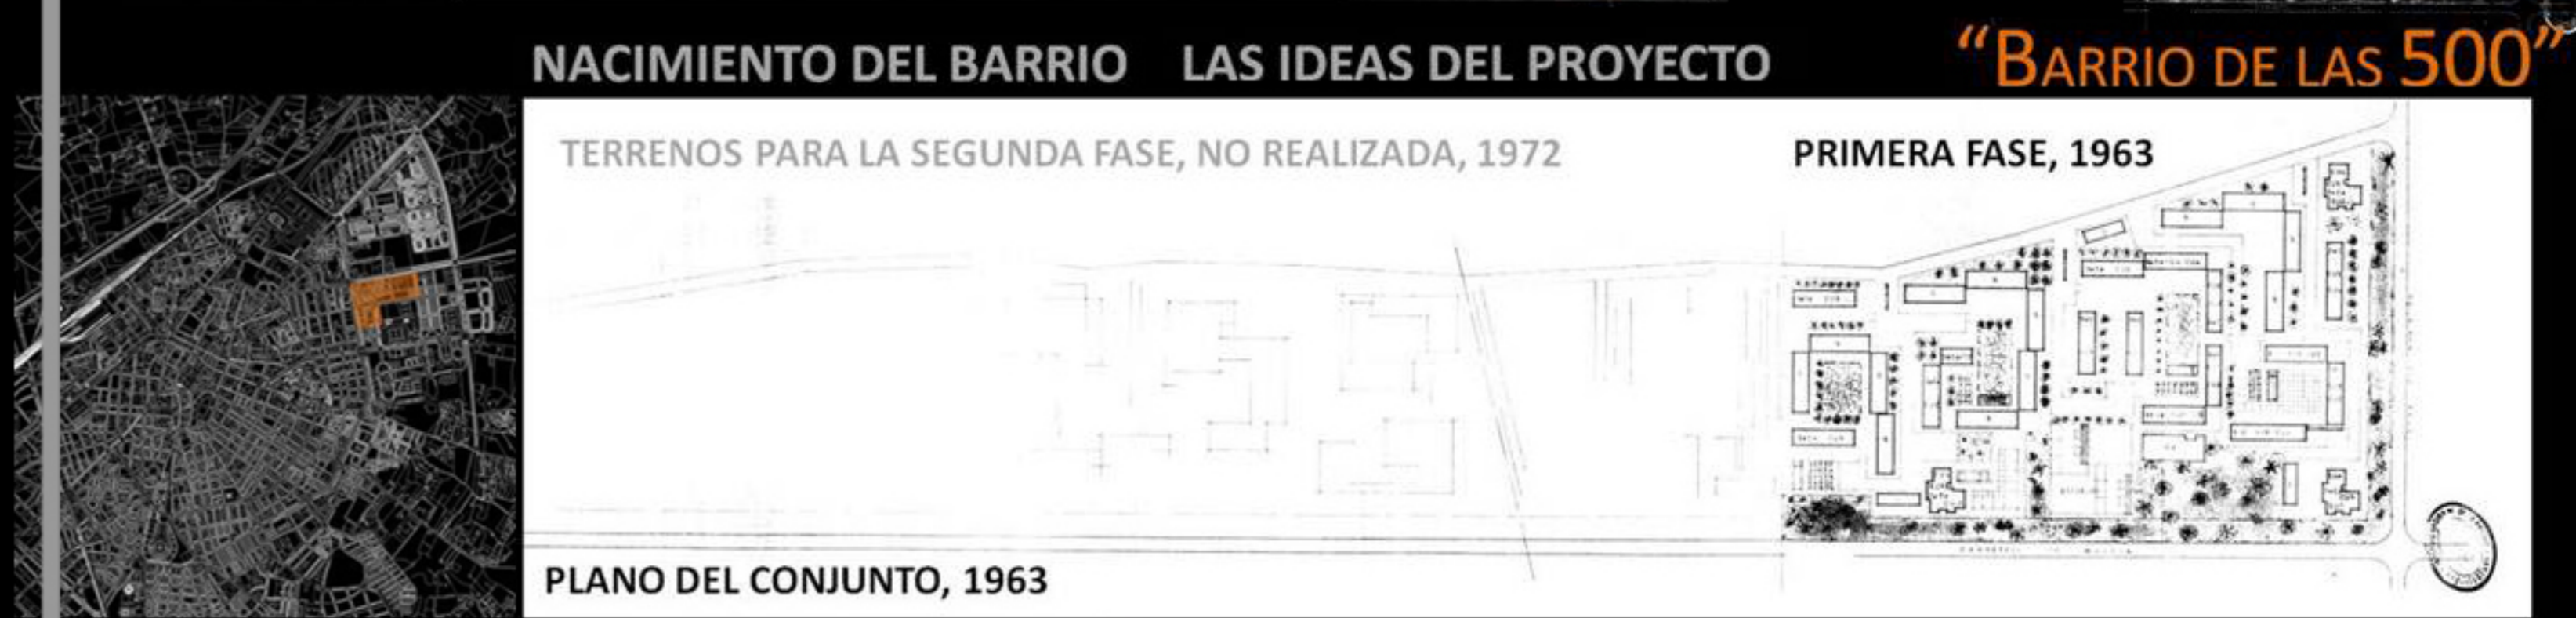 NACIMIENTO DEL BARRIO LAS IDEAS DEL PROYECTO
“BARRIO DE LAS 500”
TERRENOS PARA LA SEGUNDA FASE, NO REALIZADA, 1972
PRIMERA FASE, 1963
PLANO DEL CONJUNTO, 1963